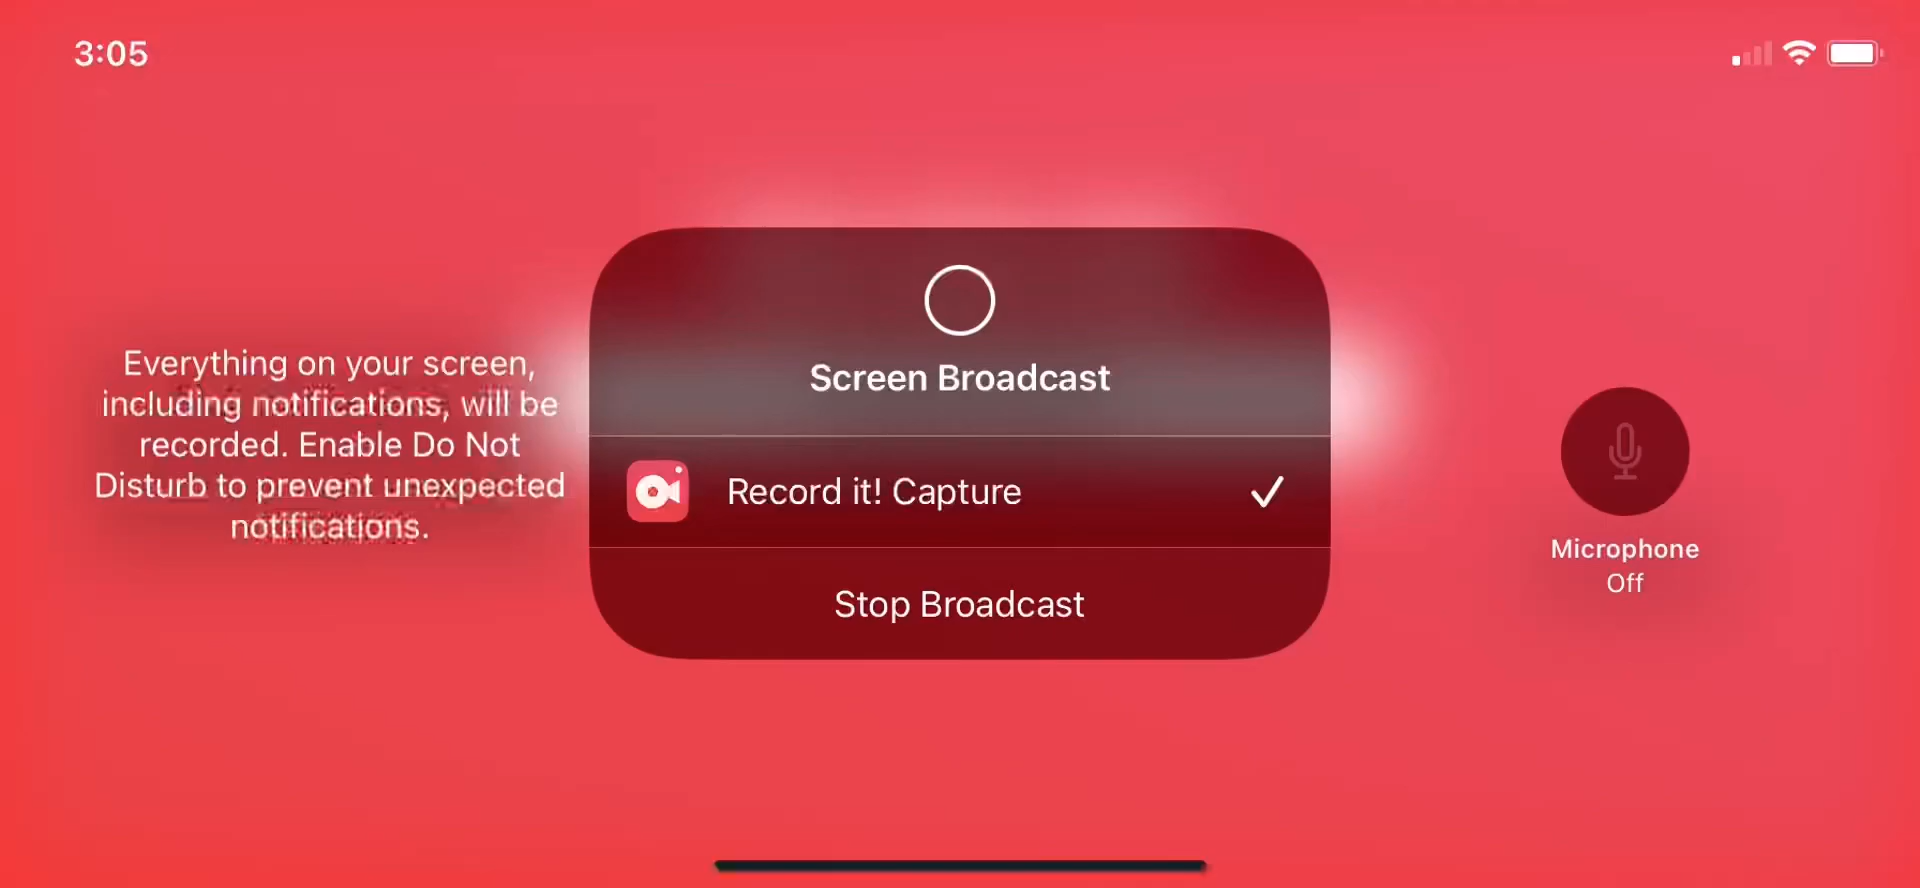 3:05
Everything on your screen,
including notifications, will be
recorded. Enable Do Not
Disturb to prevent unexpected
notifications.
Screen Broadcast
Record it! Capture
Stop Broadcast
Microphone
Off